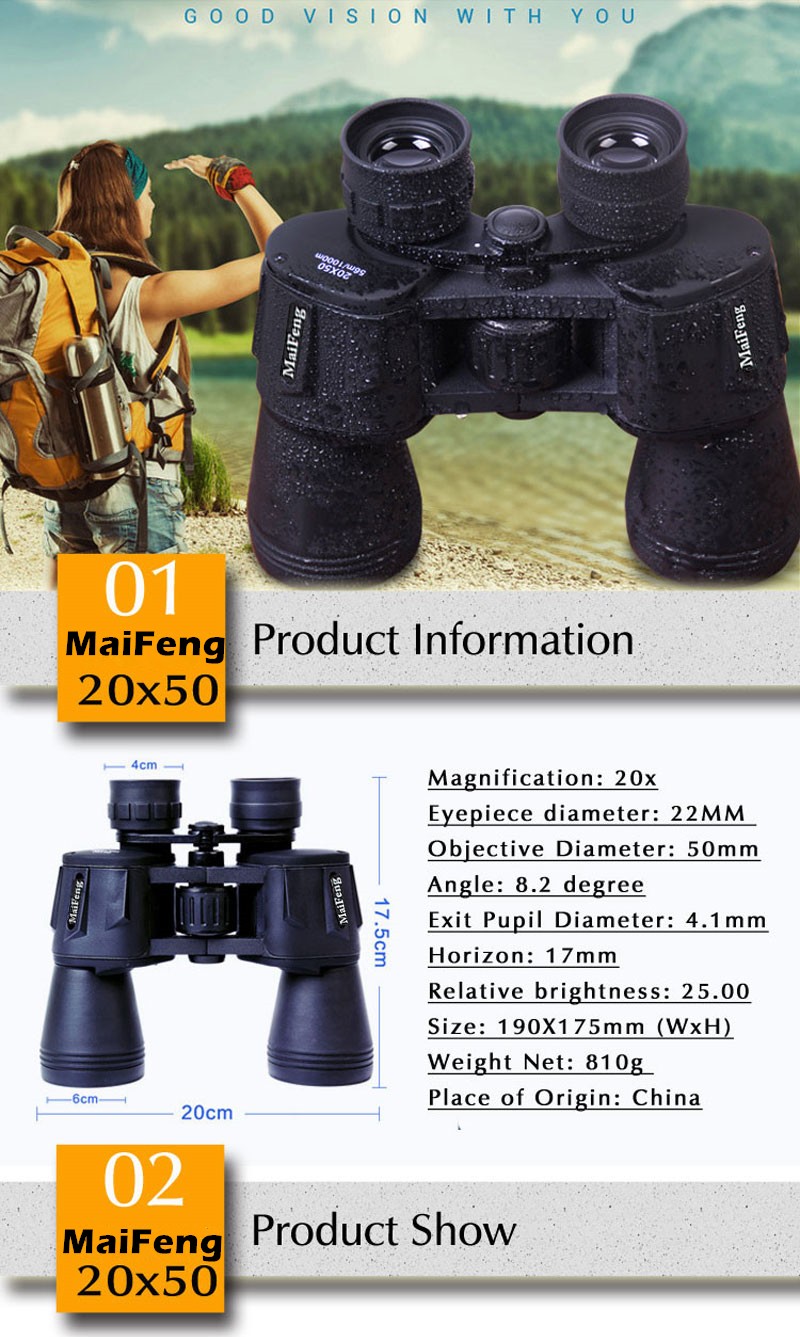 GOOD VISION WITH YOU
20X50
56m/1000m
MaiFeng
MaiFeng
01
MaiFeng
20x50
Product Information
4cm
MaiFeng
MaiFeng
17.5cm
6cm
20cm
Magnification: 20x
Eyepiece diameter: 22MM
Objective Diameter: 50mm
Angle: 8.2 degree
Exit Pupil Diameter: 4.1mm
Horizon: 17mm
Relative brightness: 25.00
Size: 190X175mm (WxH)
Weight Net: 810g
Place of Origin: China
02
MaiFeng
20x50
Product Show